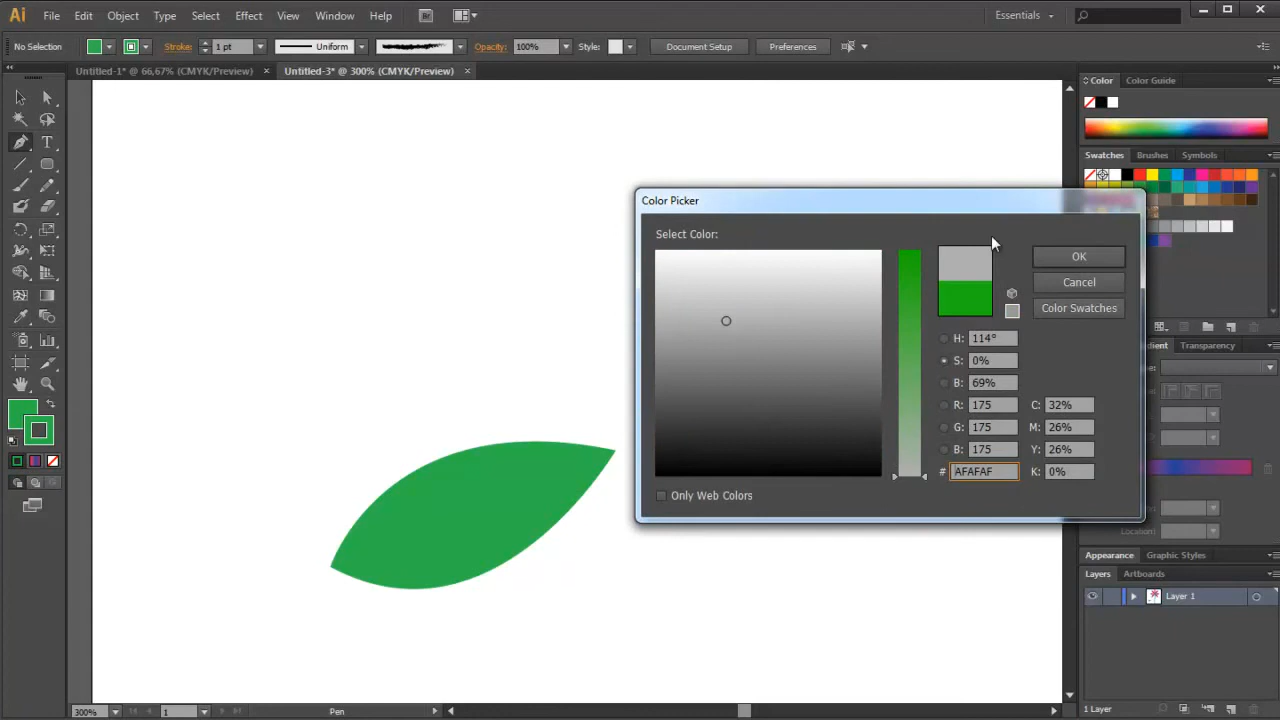 Ai File Edit Object Type Select Effect View Window Help Br Essentials
No Selection Stroke: 1 pt Uniform Opacity: 100% Style: Document Setup Preferences
Untitled-1* @ 66,67% (CMYK/Preview) × Untitled-3* @ 300% (CMYK/Preview) ×
Color Color Guide
Swatches Brushes Symbols
Color Picker
Select Color:
OK
Cancel
Color Swatches
H: 114°
S: 0%
B: 69%
R: 175 C: 32%
G: 175 M: 26%
B: 175 Y: 26%
# AFAFAF K: 0%
Only Web Colors
Transparency
Location:
Appearance Graphic Styles
Layers Artboards
Layer 1
1 Layer
300% 1 Pen